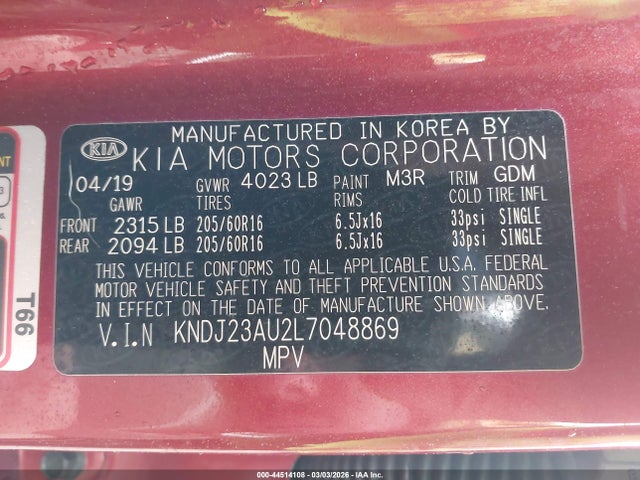 MANUFACTURED IN KOREA BY
KIA KIA MOTORS CORPORATION
04/19 GVWR 4023 LB PAINT M3R TRIM GDM
GAWR TIRES RIMS COLD TIRE INFL
FRONT 2315 LB 205/60R16 6.5Jx16 33psi SINGLE
REAR 2094 LB 205/60R16 6.5Jx16 33psi SINGLE
THIS VEHICLE CONFORMS TO ALL APPLICABLE U.S.A. FEDERAL
MOTOR VEHICLE SAFETY AND THEFT PREVENTION STANDARDS
IN EFFECT ON THE DATE OF MANUFACTURE SHOWN ABOVE.
V.I.N KNDJ23AU2L7048869
MPV
T66
000-44514108 - 03/03/2026 - IAAI.com